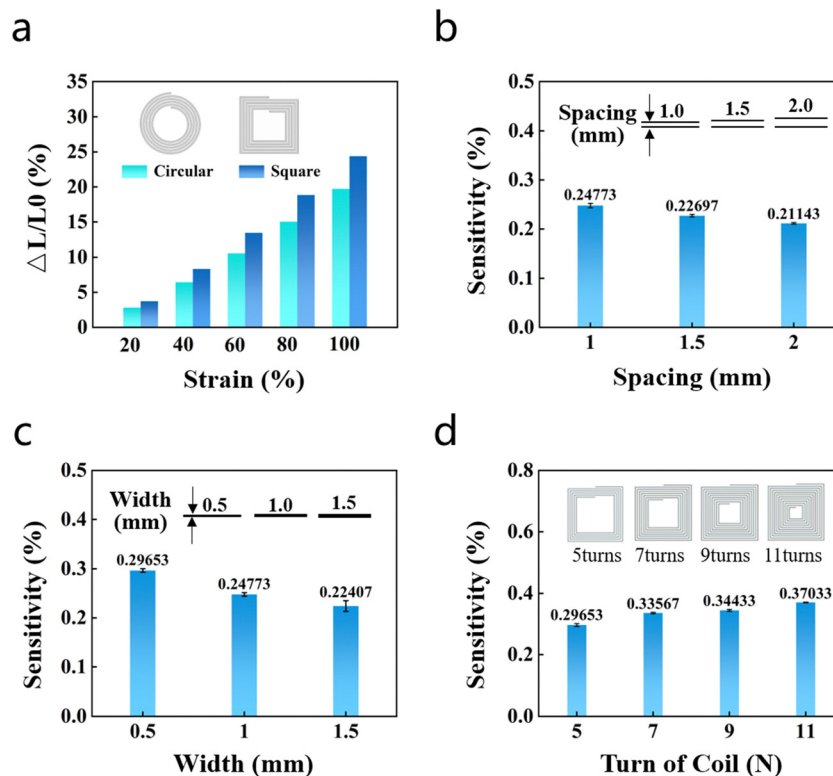 a
△L/L0 (%)
35
30
25
20
15
10
5
0
Circular
Square
20 40 60 80 100
Strain (%)
b
Sensitivity (%)
0.5
0.4
0.3
0.2
0.1
0.0
Spacing
(mm)
1.0 1.5 2.0
0.24773
0.22697
0.21143
1 1.5 2
Spacing (mm)
c
Sensitivity (%)
0.5
0.4
0.3
0.2
0.1
0.0
Width
(mm)
0.5 1.0 1.5
0.29653
0.24773
0.22407
0.5 1 1.5
Width (mm)
d
Sensitivity (%)
0.8
0.6
0.4
0.2
0.0
5turns 7turns 9turns 11turns
0.29653
0.33567
0.34433
0.37033
5 7 9 11
Turn of Coil (N)